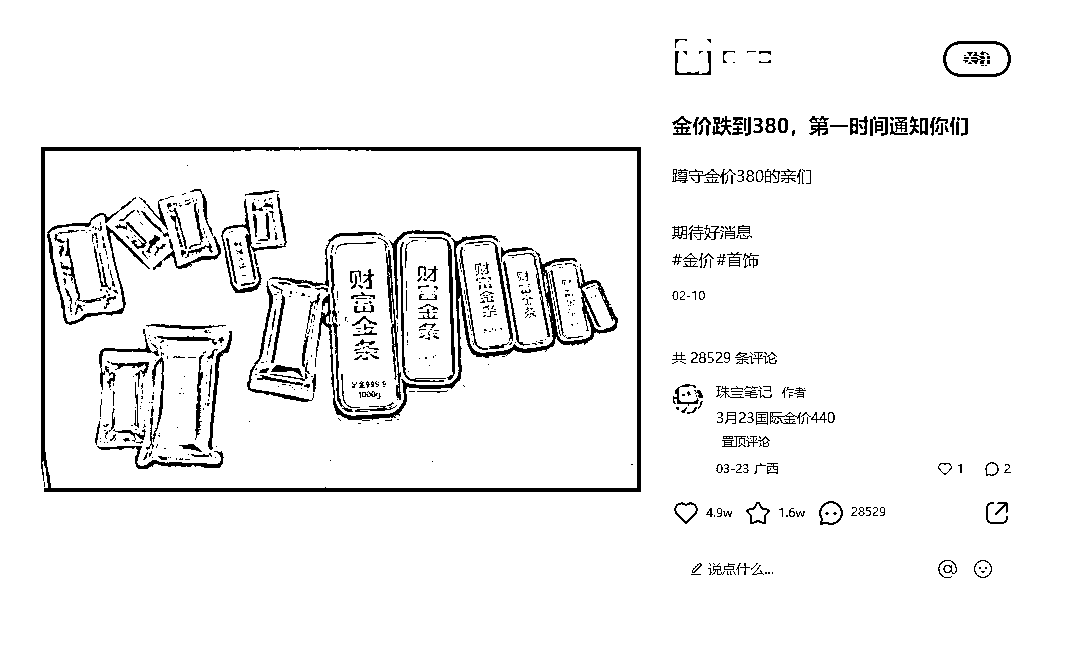 财富金条
足金999.9
1000g
财富金条
财富金条
财富金条
财富金条
关注
金价跌到380，第一时间通知你们
蹲守金价380的亲们
期待好消息
#金价#首饰
02-10
共 28529 条评论
珠宝笔记 作者
3月23国际金价440
置顶评论
03-23 广西
1
2
4.9w
1.6w
28529
说点什么...